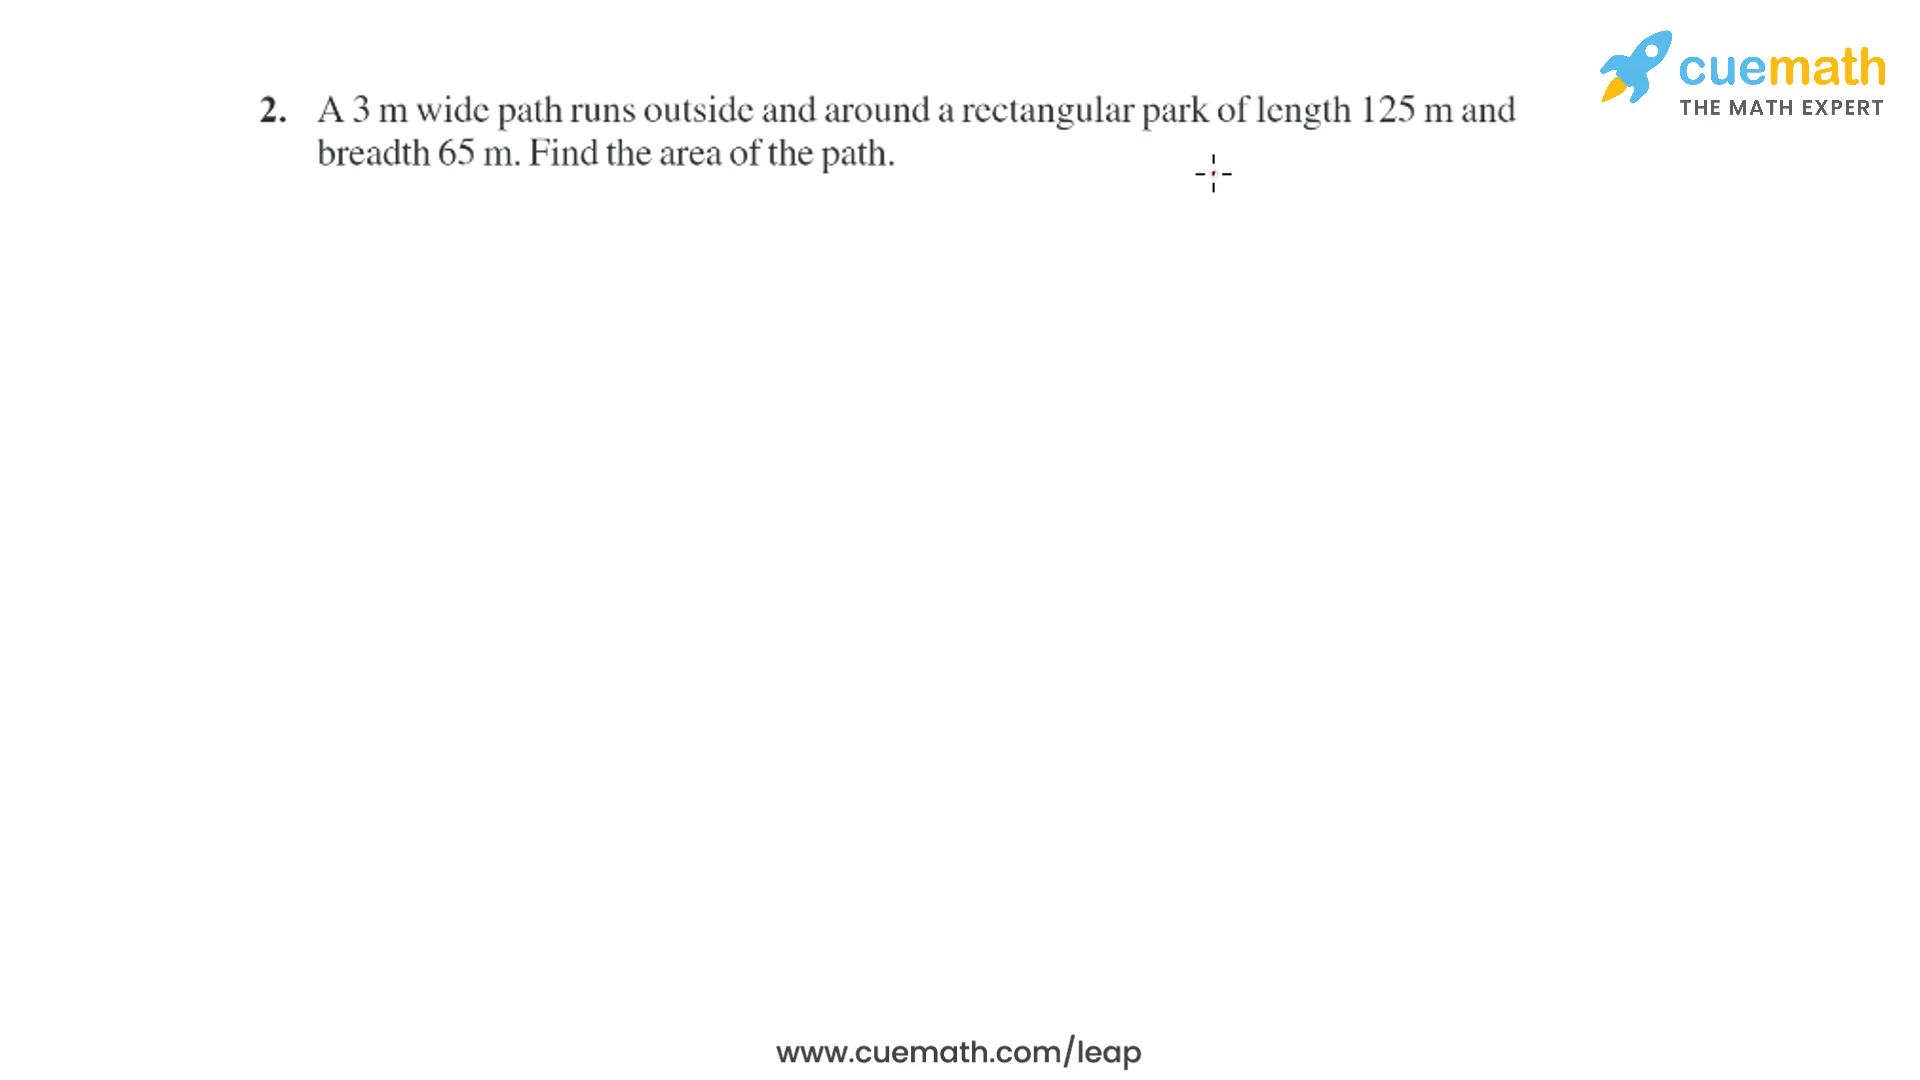 cuemath
THE MATH EXPERT
2. A 3 m wide path runs outside and around a rectangular park of length 125 m and
breadth 65 m. Find the area of the path.
www.cuemath.com/leap